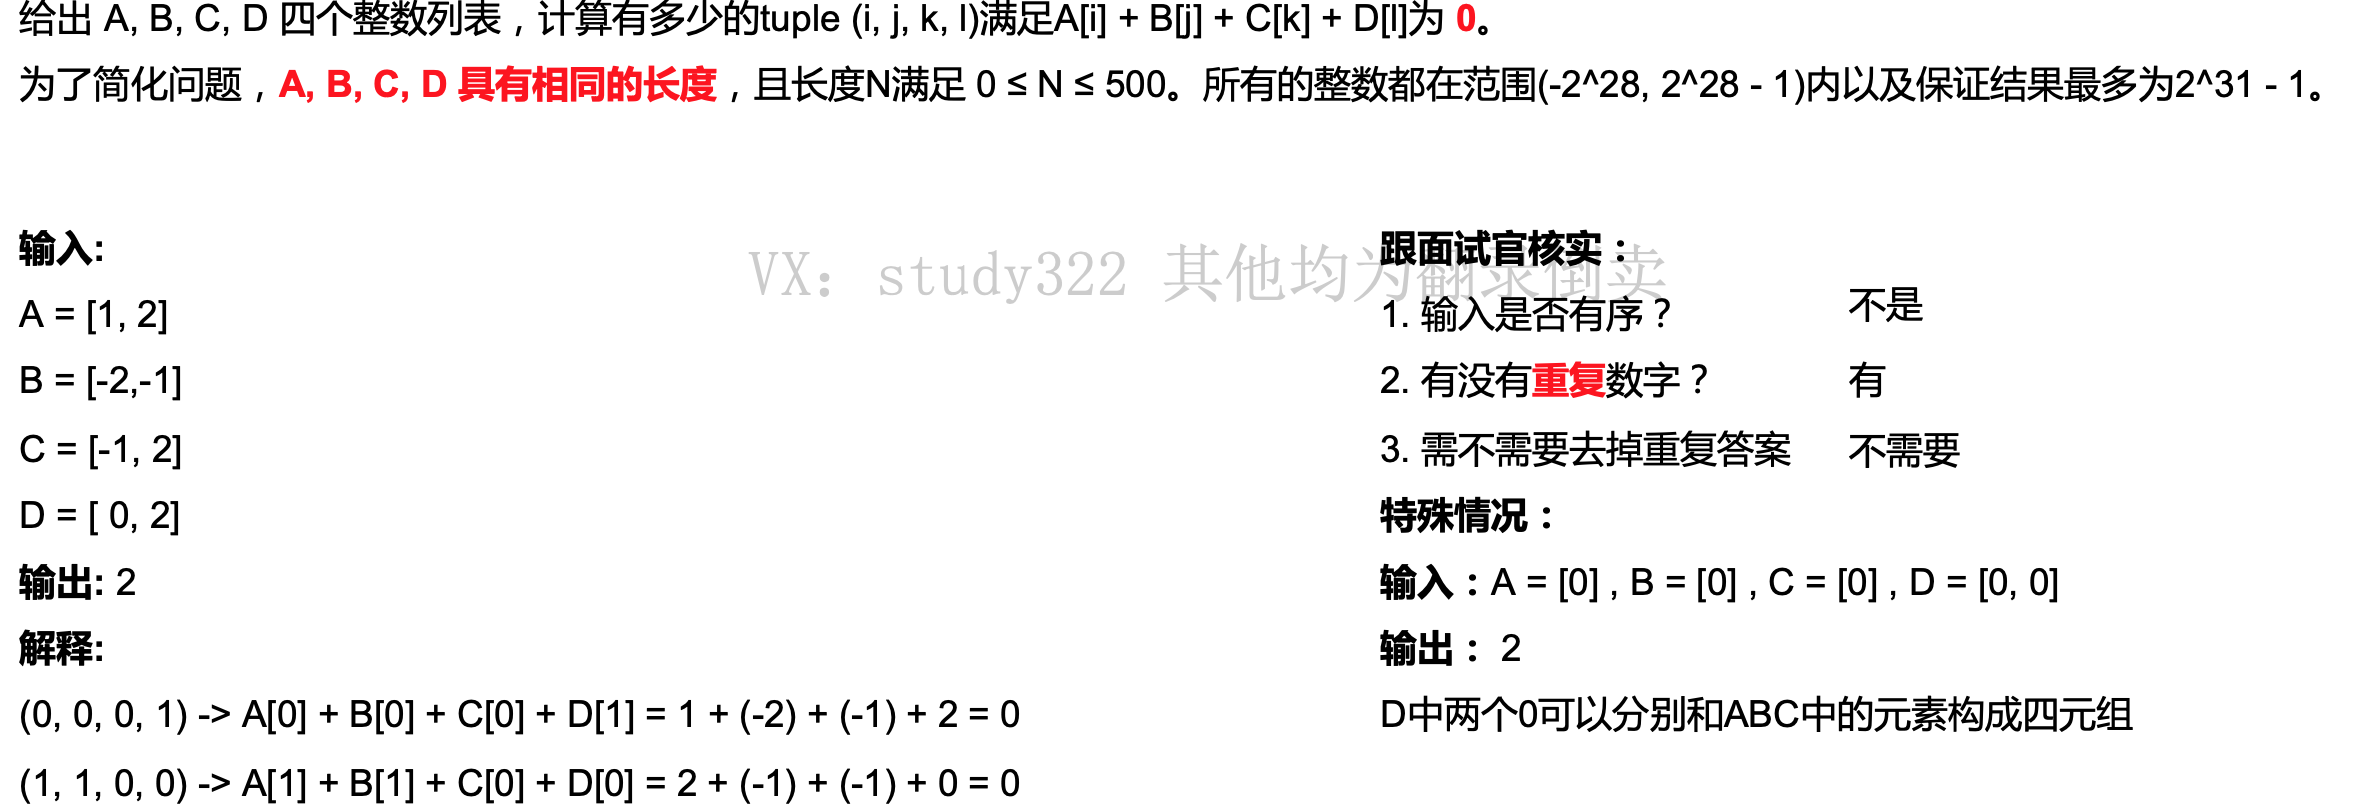 给出 A, B, C, D 四个整数列表，计算有多少的tuple (i, j, k, l)满足A[i] + B[j] + C[k] + D[l]为 0。
为了简化问题，A, B, C, D 具有相同的长度，且长度N满足 0 ≤ N ≤ 500。所有的整数都在范围(-2^28, 2^28 - 1)内以及保证结果最多为2^31 - 1。
VX：study322 其他均为翻录倒卖
输入:
A = [1, 2]
B = [-2,-1]
C = [-1, 2]
D = [ 0, 2]
输出: 2
解释:
(0, 0, 0, 1) -> A[0] + B[0] + C[0] + D[1] = 1 + (-2) + (-1) + 2 = 0
(1, 1, 0, 0) -> A[1] + B[1] + C[0] + D[0] = 2 + (-1) + (-1) + 0 = 0
跟面试官核实：
1. 输入是否有序？ 不是
2. 有没有重复数字？ 有
3. 需不需要去掉重复答案 不需要
特殊情况：
输入：A = [0] , B = [0] , C = [0] , D = [0, 0]
输出： 2
D中两个0可以分别和ABC中的元素构成四元组